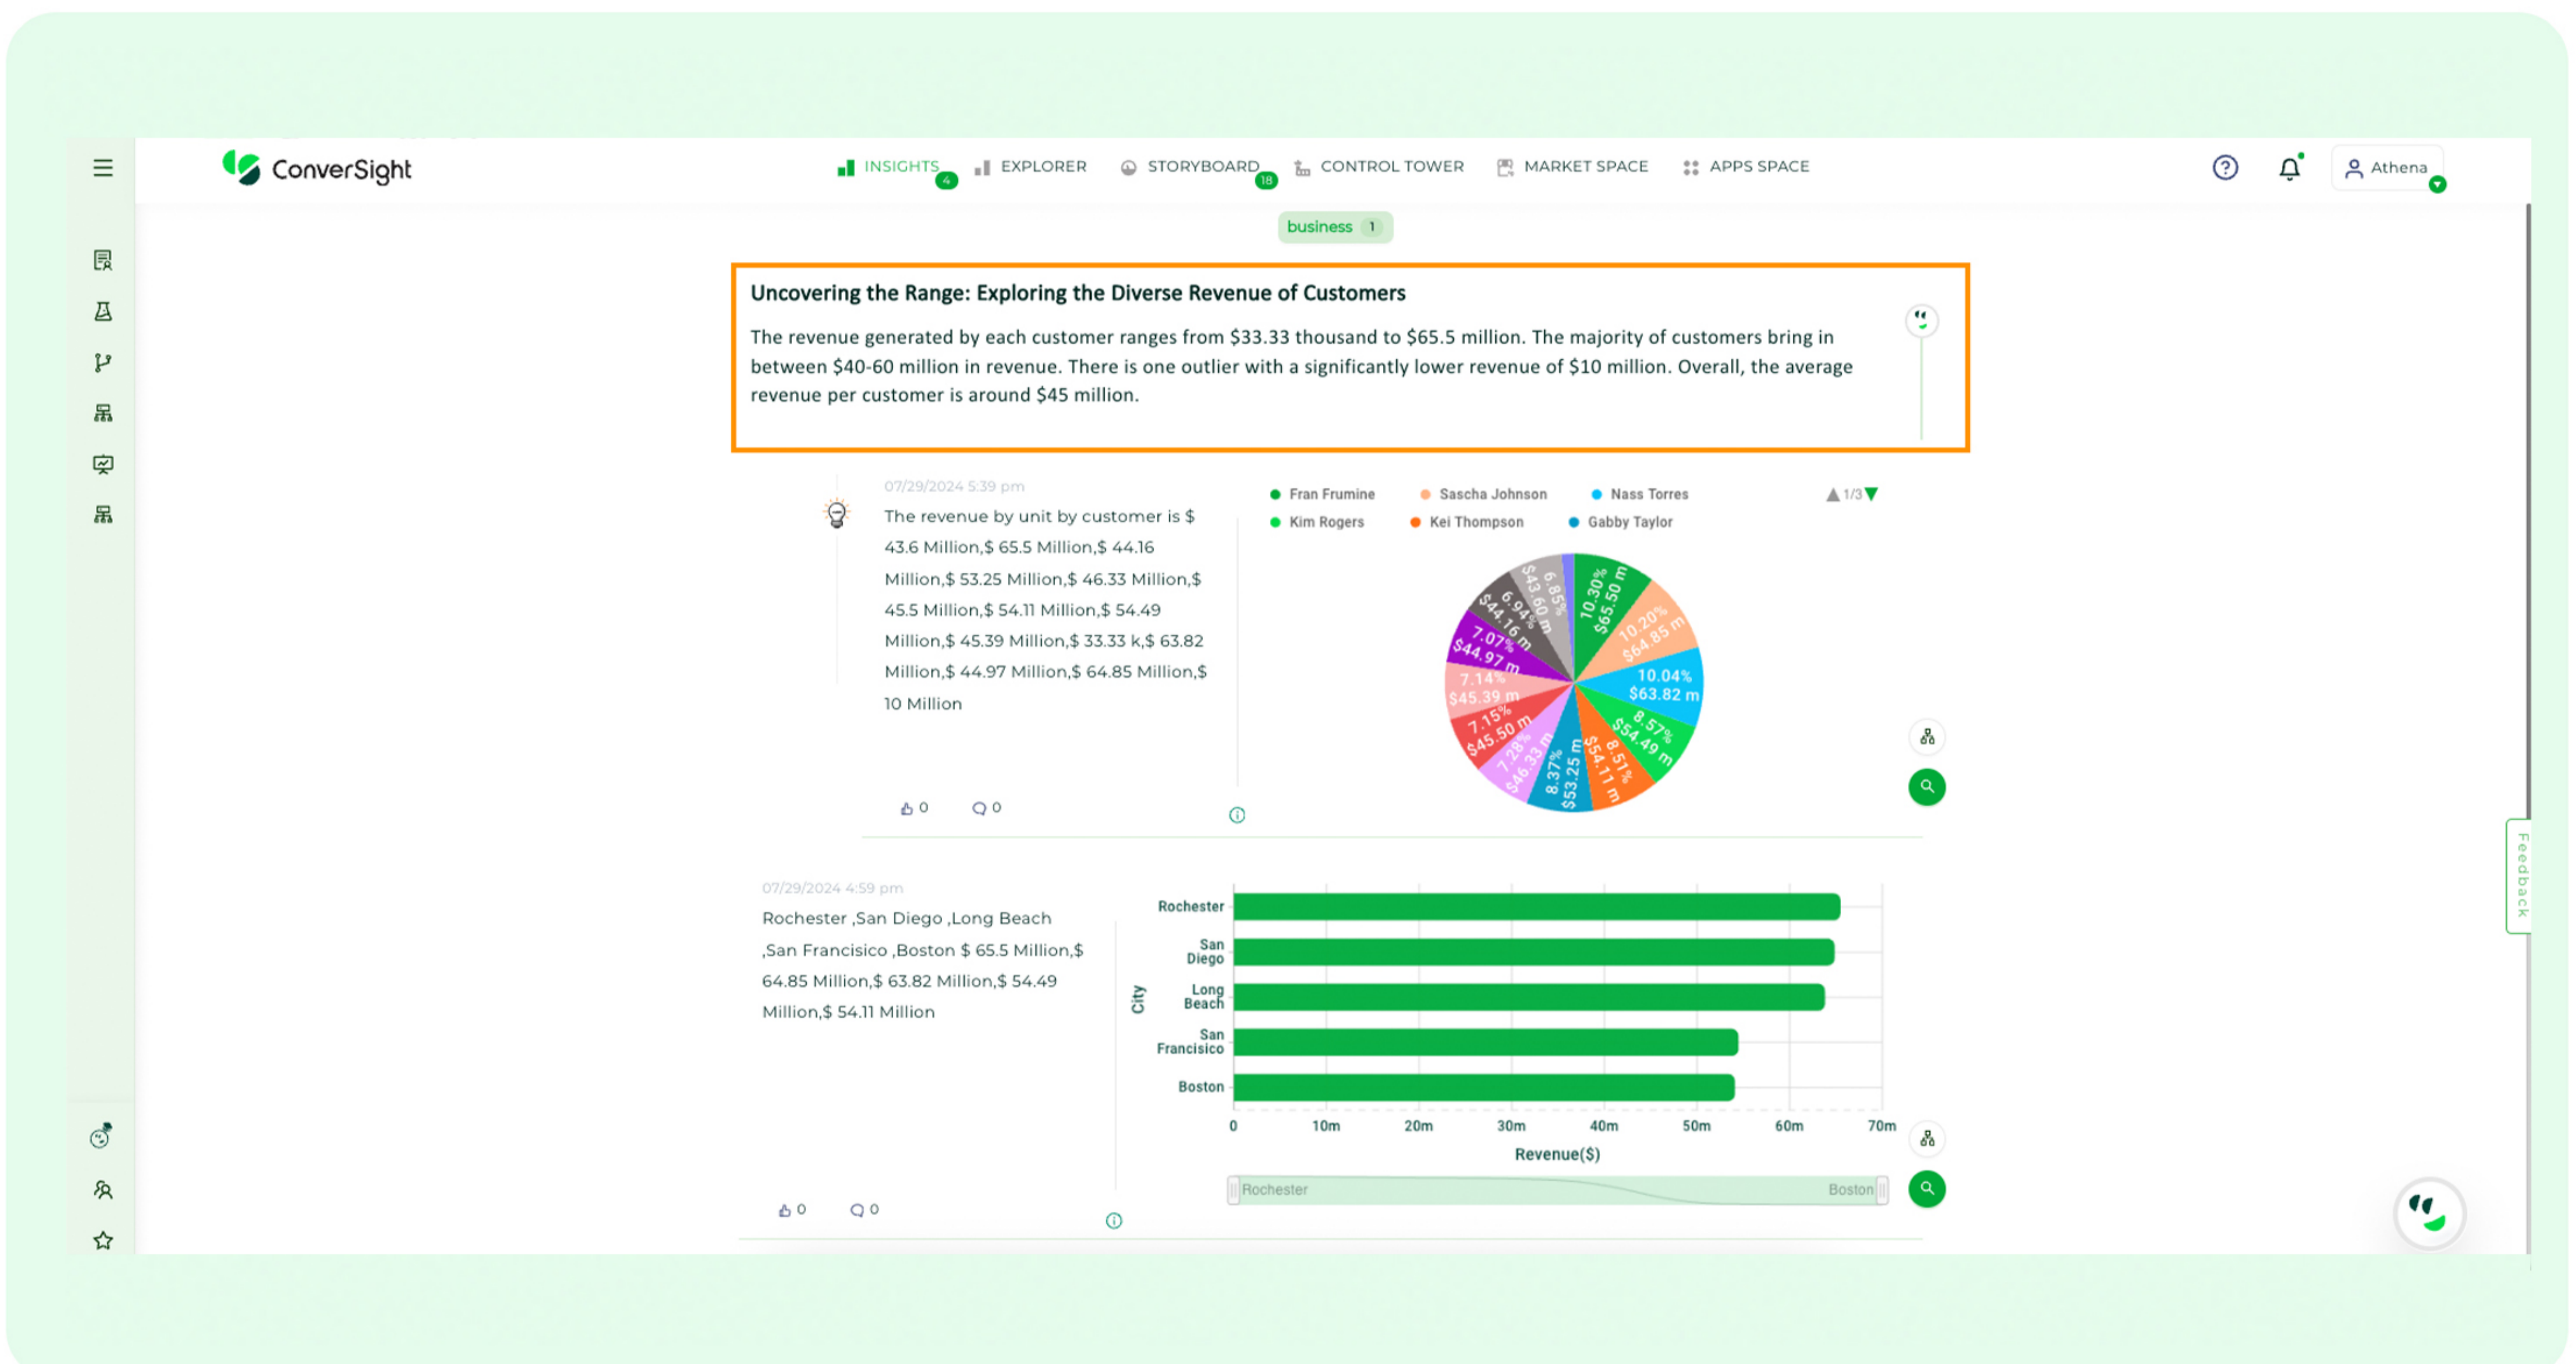 ConverSight
INSIGHTS 4
EXPLORER
STORYBOARD 18
CONTROL TOWER
MARKET SPACE
APPS SPACE
Athena
business 1
Uncovering the Range: Exploring the Diverse Revenue of Customers
The revenue generated by each customer ranges from $33.33 thousand to $65.5 million. The majority of customers bring in
between $40-60 million in revenue. There is one outlier with a significantly lower revenue of $10 million. Overall, the average
revenue per customer is around $45 million.
07/29/2024 5:39 pm
The revenue by unit by customer is $
43.6 Million,$ 65.5 Million,$ 44.16
Million,$ 53.25 Million,$ 46.33 Million,$
45.5 Million,$ 54.11 Million,$ 54.49
Million,$ 45.39 Million,$ 33.33 k,$ 63.82
Million,$ 44.97 Million,$ 64.85 Million,$
10 Million
0 0
Fran Frumine Sascha Johnson Nass Torres
Kim Rogers Kei Thompson Gabby Taylor
1/3
10.30%
$65.50 m
10.20%
$64.85 m
10.04%
$63.82 m
8.57%
$54.49 m
8.51%
$54.11 m
8.37%
$53.25 m
7.28%
$46.33 m
7.15%
$45.50 m
7.14%
$45.39 m
7.07%
$44.97 m
6.94%
$44.16 m
6.85%
$43.60 m
07/29/2024 4:59 pm
Rochester ,San Diego ,Long Beach
,San Francisico ,Boston $ 65.5 Million,$
64.85 Million,$ 63.82 Million,$ 54.49
Million,$ 54.11 Million
0 0
City
Rochester
San
Diego
Long
Beach
San
Francisico
Boston
0 10m 20m 30m 40m 50m 60m 70m
Revenue($)
Rochester Boston
Feedback